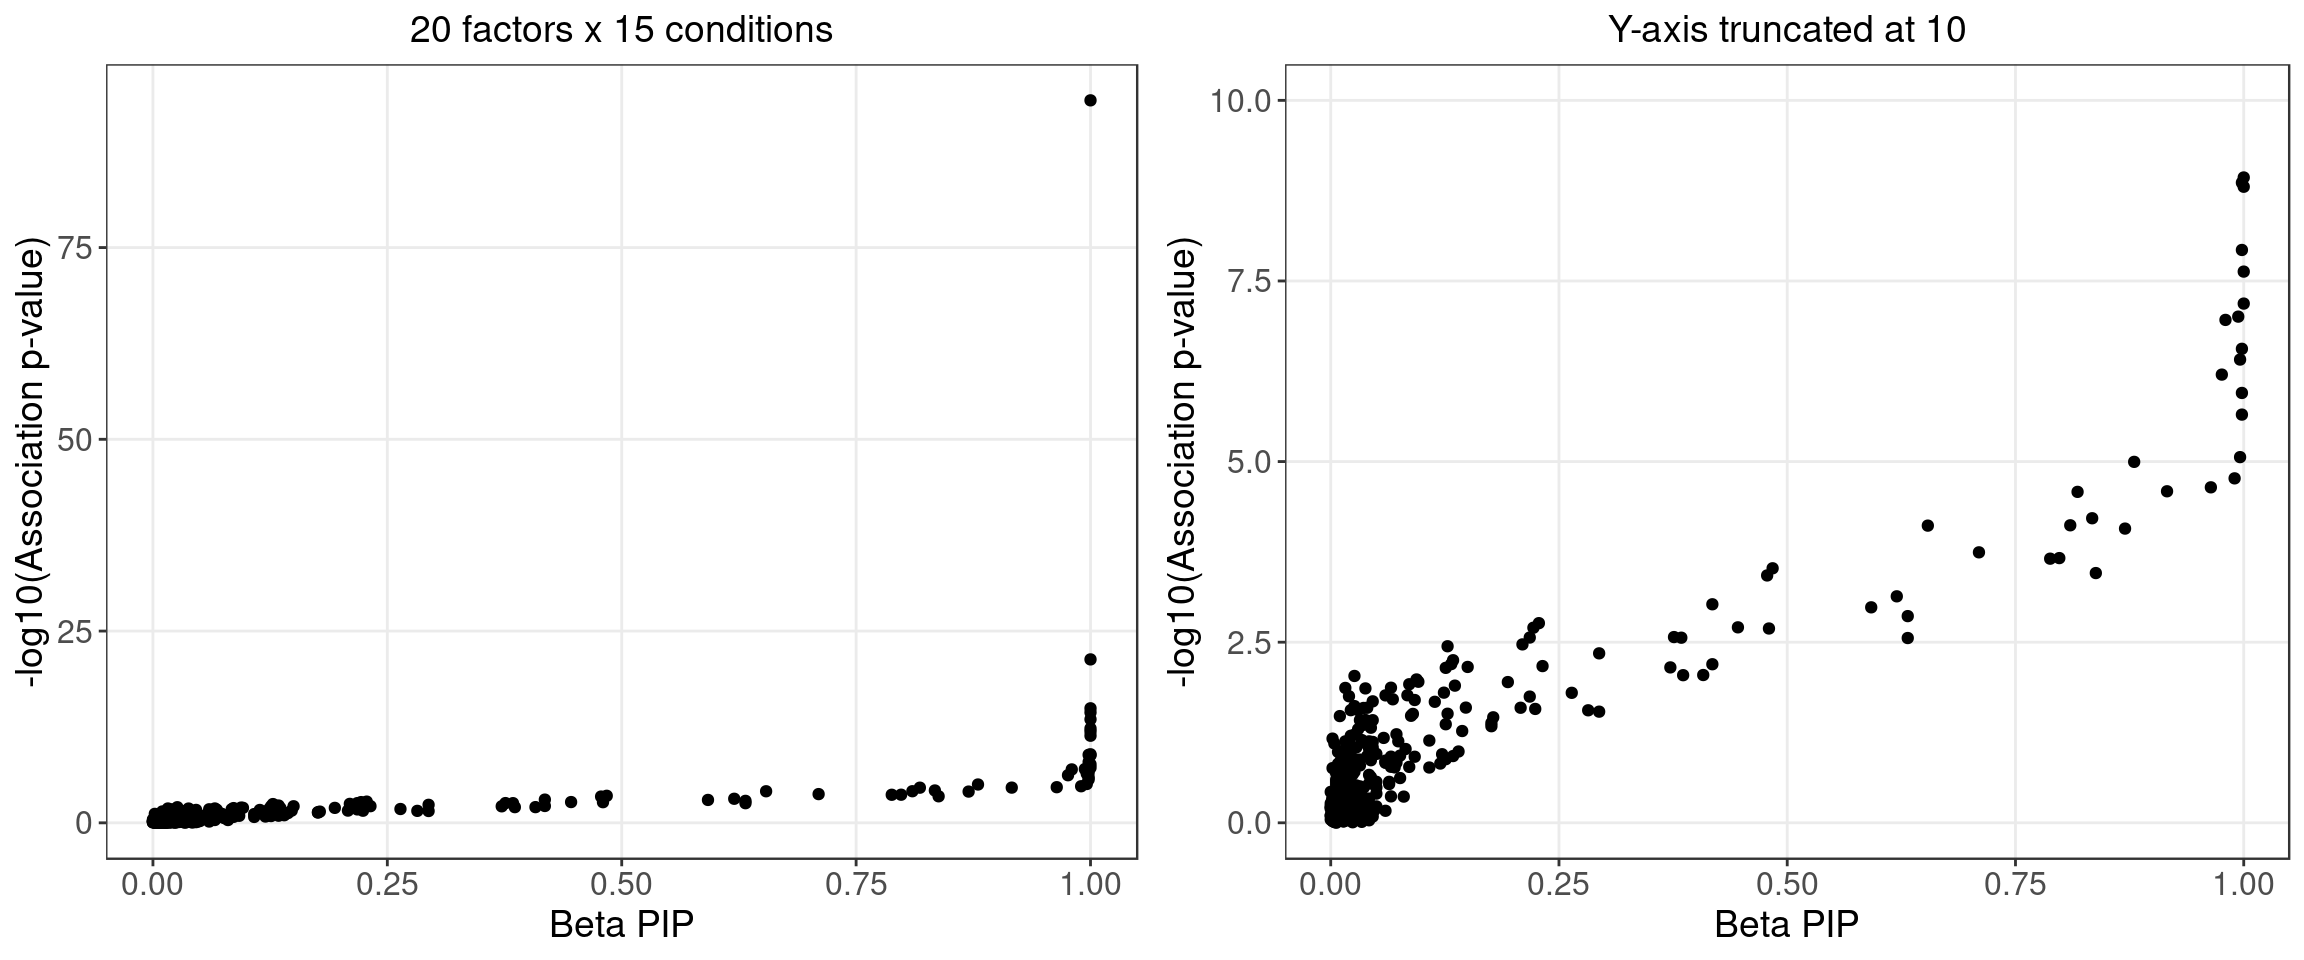 20 factors x 15 conditions
-log10(Association p-value)
75
50
25
0
0.00 0.25 0.50 0.75 1.00
Beta PIP
Y-axis truncated at 10
-log10(Association p-value)
10.0
7.5
5.0
2.5
0.0
0.00 0.25 0.50 0.75 1.00
Beta PIP